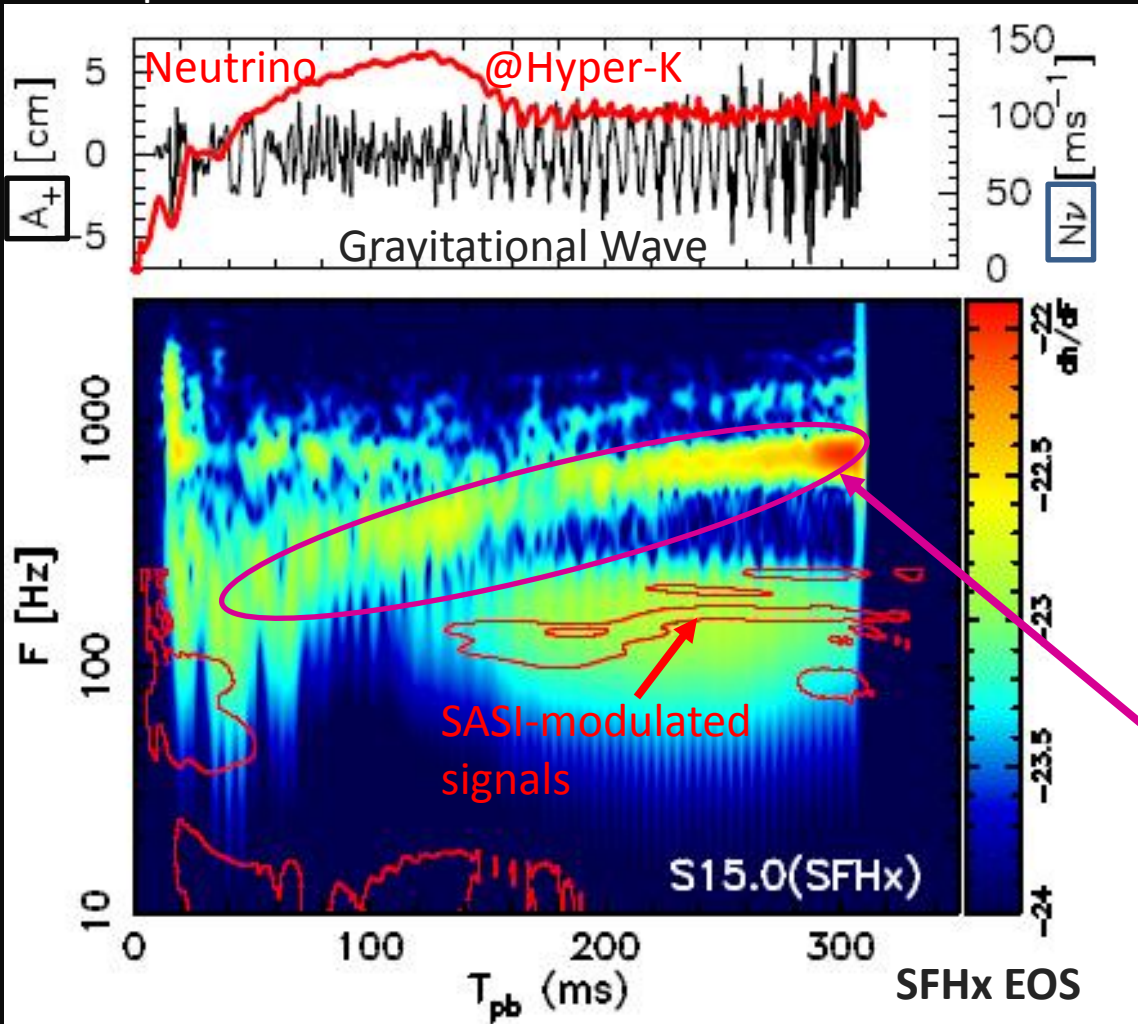 Neutrino @Hyper-K
Gravitational Wave
A+ [cm]
5
0
-5
150
100
50
0
Nν [ms⁻¹]
F [Hz]
1000
100
10
SASI-modulated
signals
S15.0(SFHx)
-22
-22.5
-23
-23.5
-24
dh/dF
0 100 200 300
Tpb (ms)
SFHx EOS